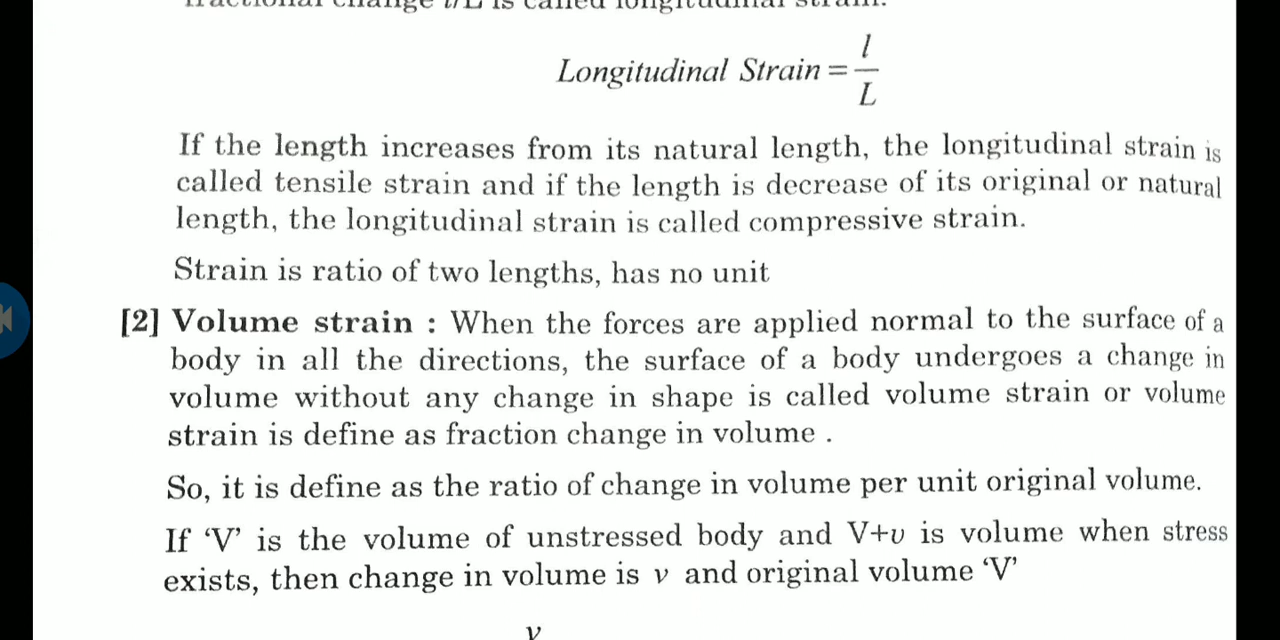 fractional change l/L is called longitudinal strain.
Longitudinal Strain = l/L
If the length increases from its natural length, the longitudinal strain is
called tensile strain and if the length is decrease of its original or natural
length, the longitudinal strain is called compressive strain.
Strain is ratio of two lengths, has no unit
[2] Volume strain : When the forces are applied normal to the surface of a
body in all the directions, the surface of a body undergoes a change in
volume without any change in shape is called volume strain or volume
strain is define as fraction change in volume .
So, it is define as the ratio of change in volume per unit original volume.
If ‘V’ is the volume of unstressed body and V+υ is volume when stress
exists, then change in volume is v and original volume ‘V’
v